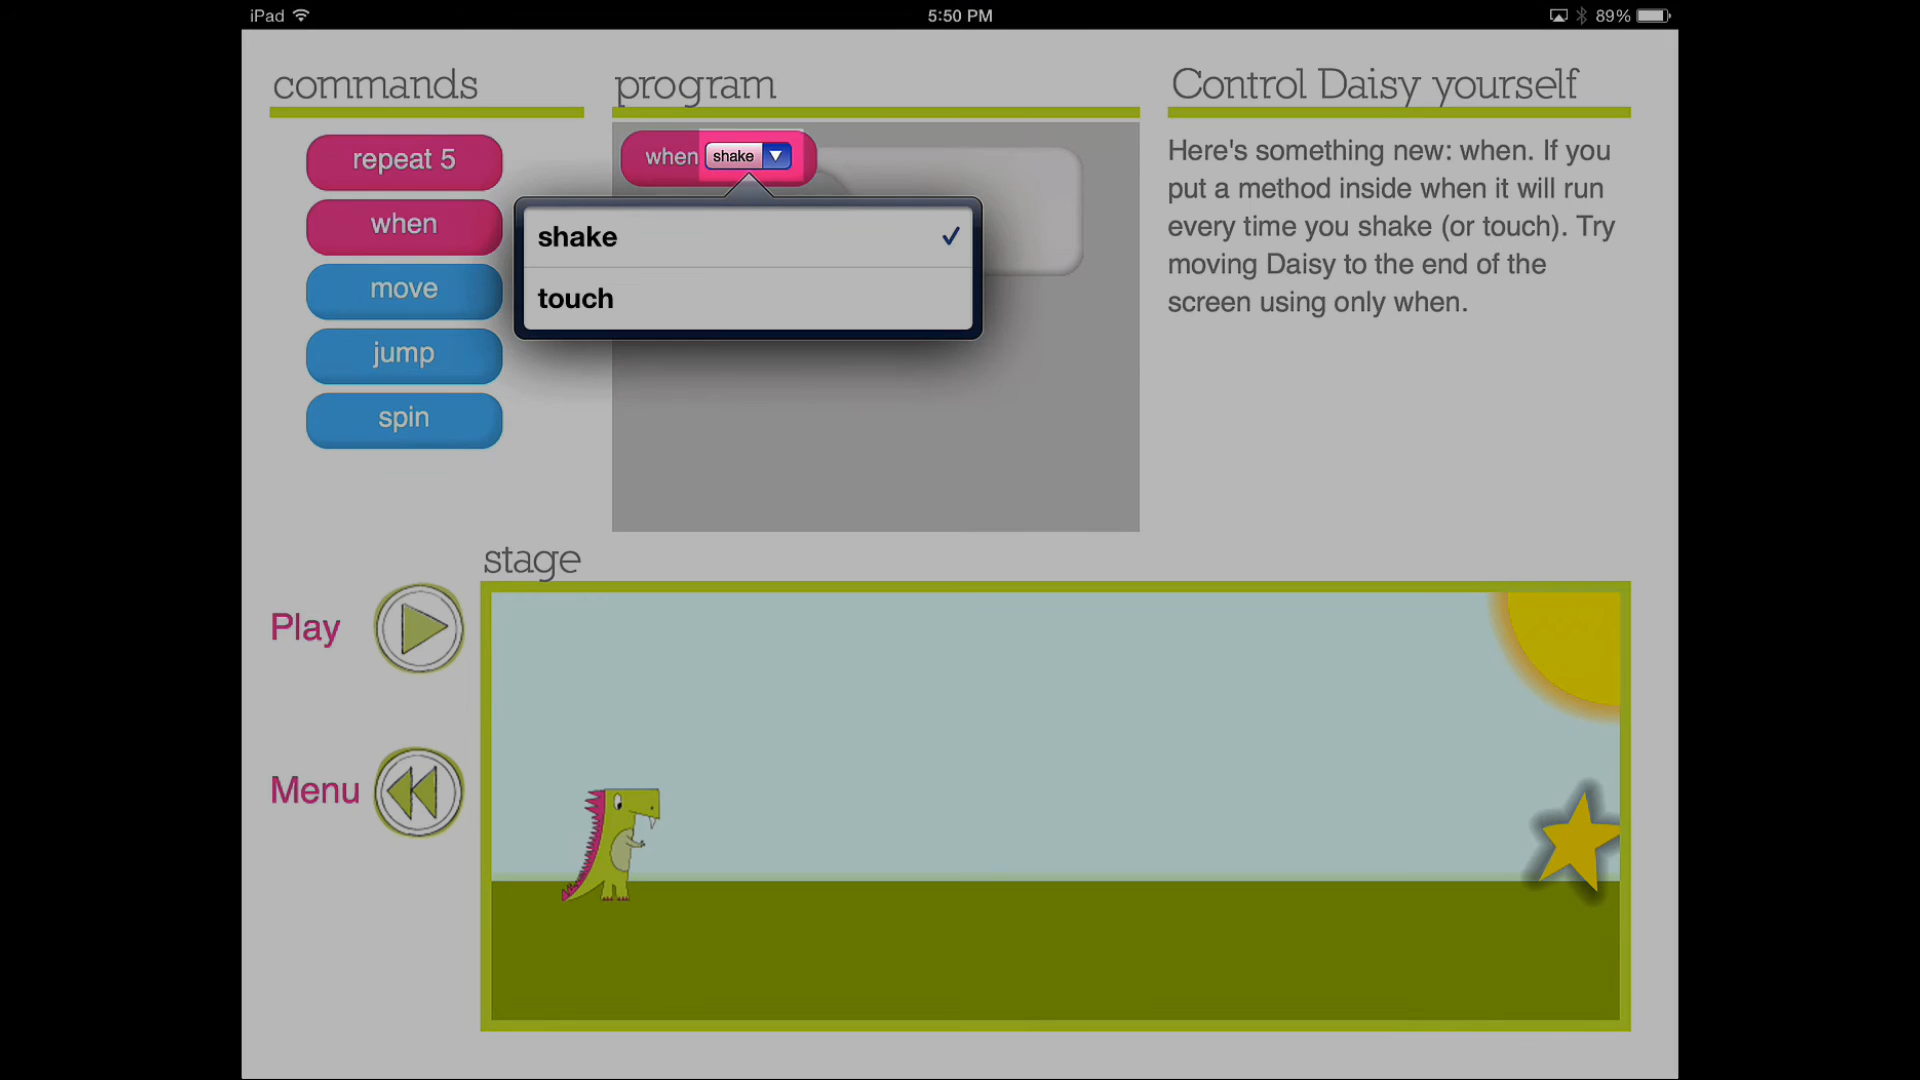 iPad
5:50 PM
89%
commands
program
Control Daisy yourself
repeat 5
when
move
jump
spin
when shake
shake
touch
Here's something new: when. If you
put a method inside when it will run
every time you shake (or touch). Try
moving Daisy to the end of the
screen using only when.
stage
Play
Menu